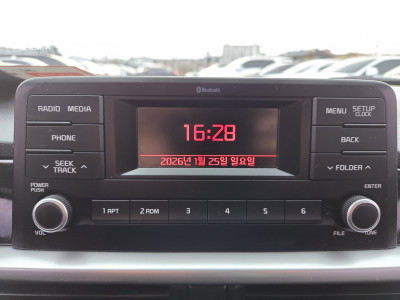 Bluetooth
RADIO MEDIA
16:28
MENU SETUP
CLOCK
PHONE
BACK
2026년 1월 25일 일요일
SEEK
TRACK
FOLDER
POWER
PUSH
ENTER
1 RPT 2 RDM 3 4 5 6
VOL
FILE TUNE